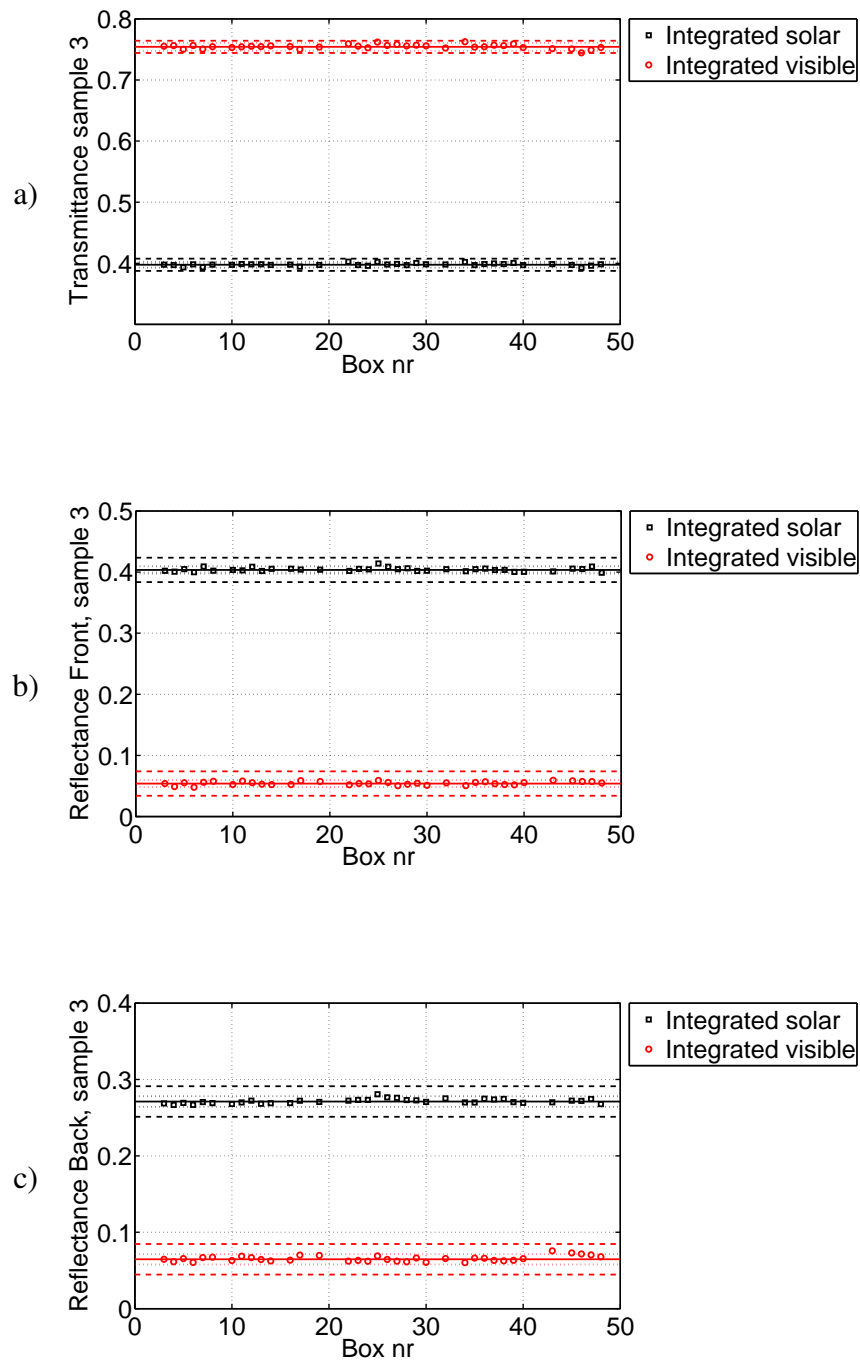 a)
Transmittance sample 3
0.8
0.7
0.6
0.5
0.4
0 10 20 30 40 50
Box nr
Integrated solar
Integrated visible
b)
Reflectance Front, sample 3
0.5
0.4
0.3
0.2
0.1
0
0 10 20 30 40 50
Box nr
Integrated solar
Integrated visible
c)
Reflectance Back, sample 3
0.4
0.3
0.2
0.1
0
0 10 20 30 40 50
Box nr
Integrated solar
Integrated visible